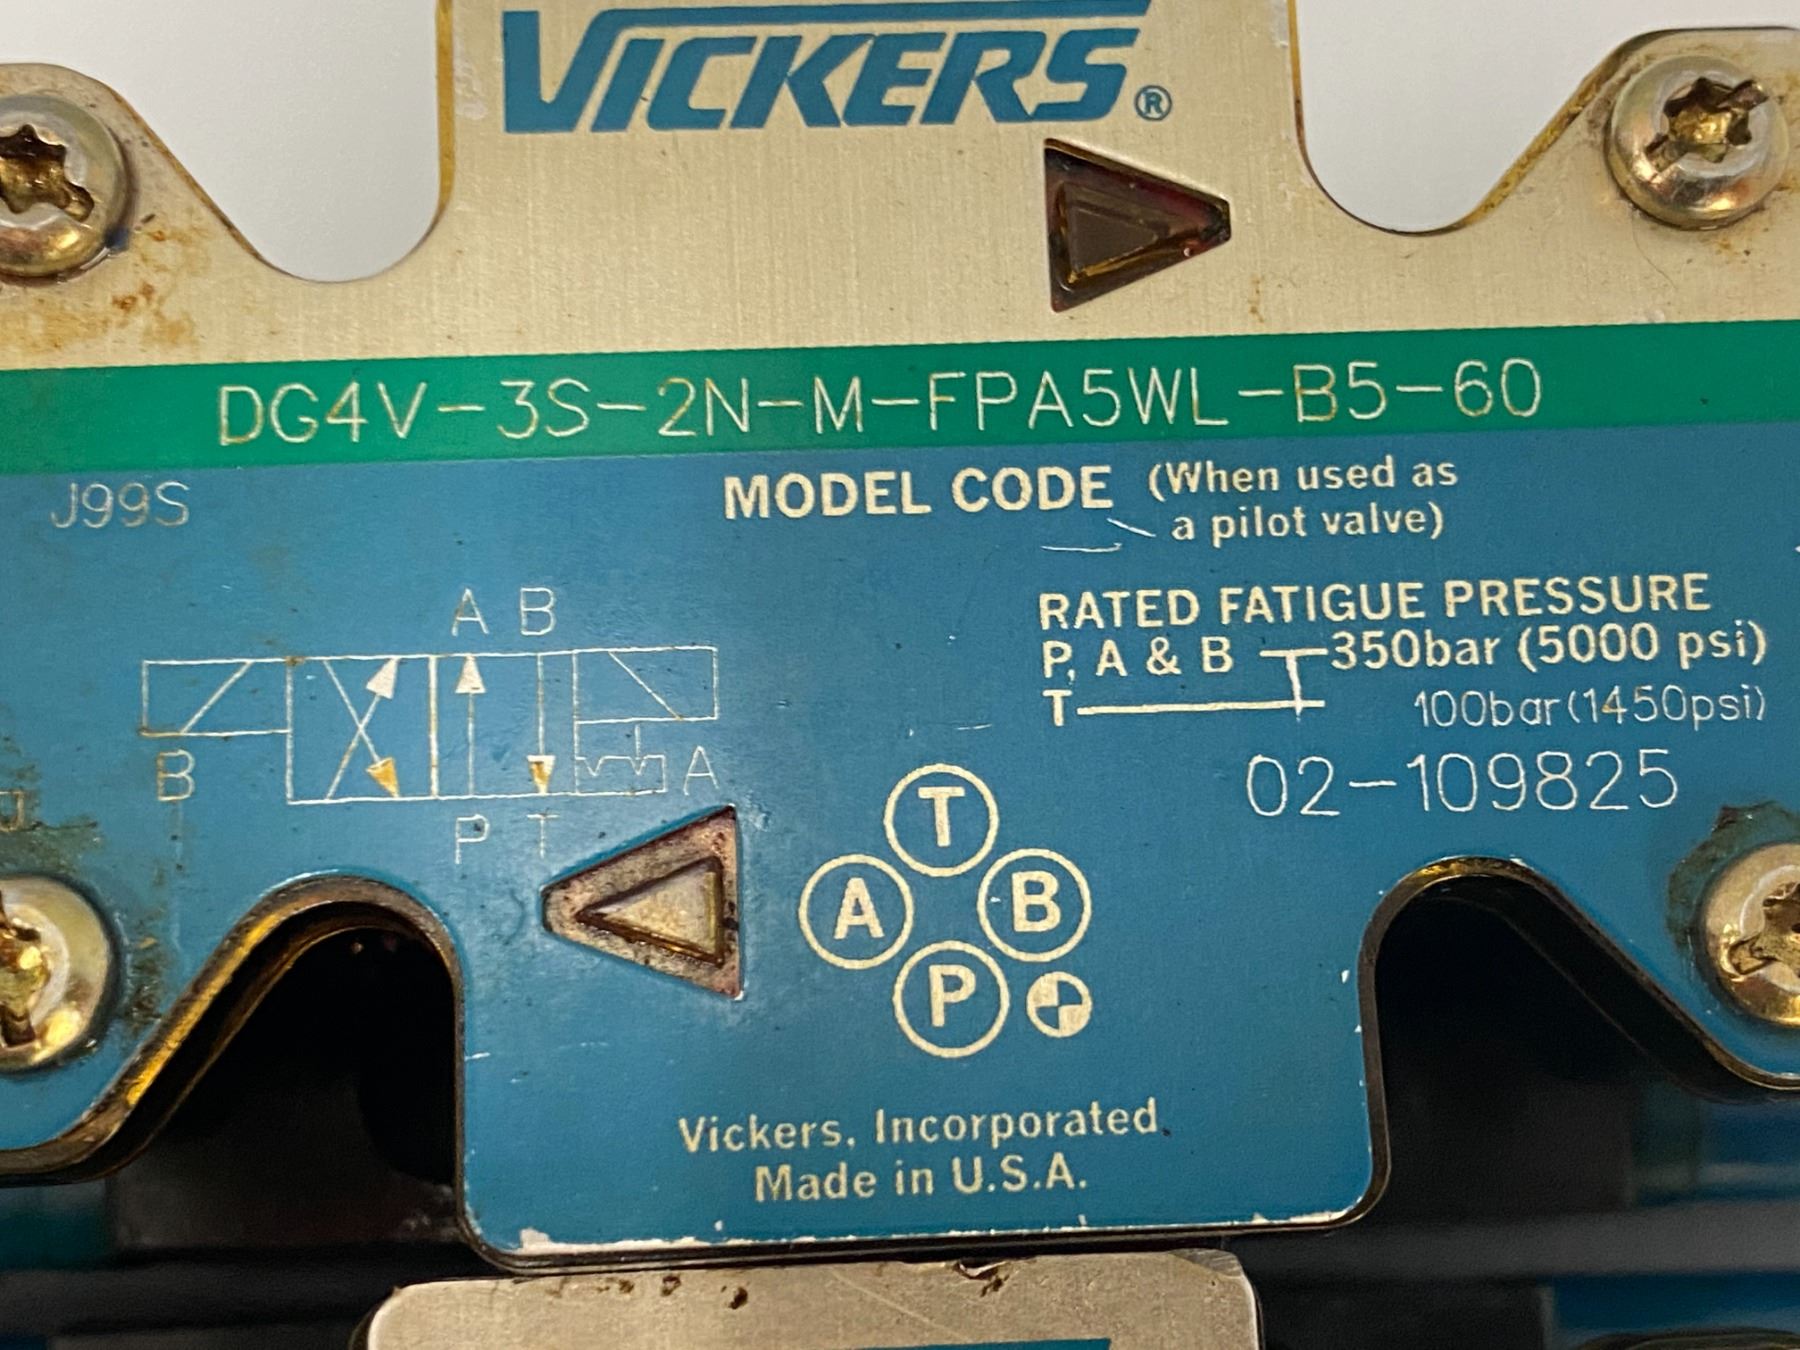 VICKERS®
DG4V-3S-2N-M-FPA5WL-B5-60
J99S
MODEL CODE (When used as
a pilot valve)
A B
RATED FATIGUE PRESSURE
P, A & B 350bar (5000 psi)
T 100bar(1450psi)
B A
02-109825
P T
T
A B
P
Vickers, Incorporated
Made in U.S.A.